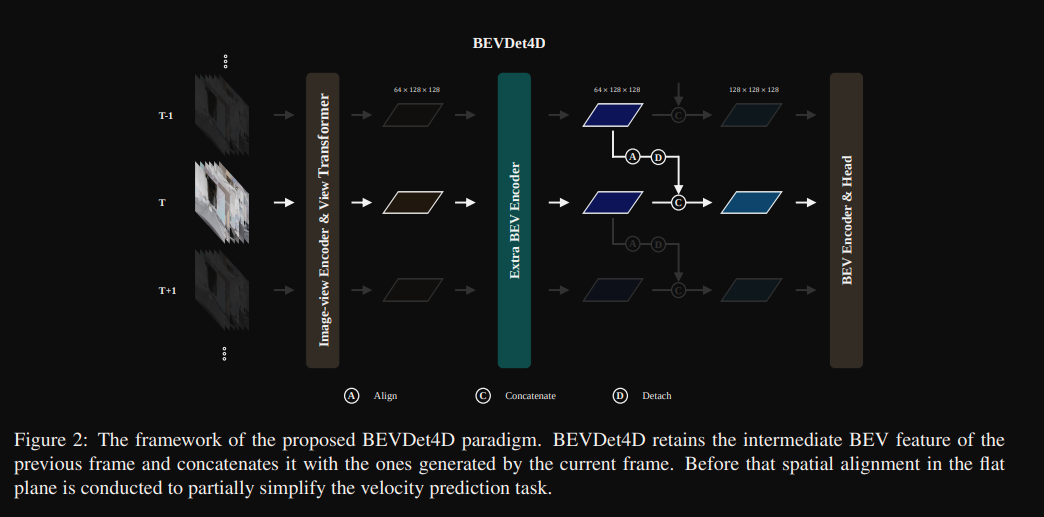 BEVDet4D
64 × 128 × 128
64 × 128 × 128
128 × 128 × 128
T-1
C
A
D
T
C
A
D
T+1
C
Image-view Encoder & View Transformer
Extra BEV Encoder
BEV Encoder & Head
A Align
C Concatenate
D Detach
Figure 2: The framework of the proposed BEVDet4D paradigm. BEVDet4D retains the intermediate BEV feature of the
previous frame and concatenates it with the ones generated by the current frame. Before that spatial alignment in the flat
plane is conducted to partially simplify the velocity prediction task.